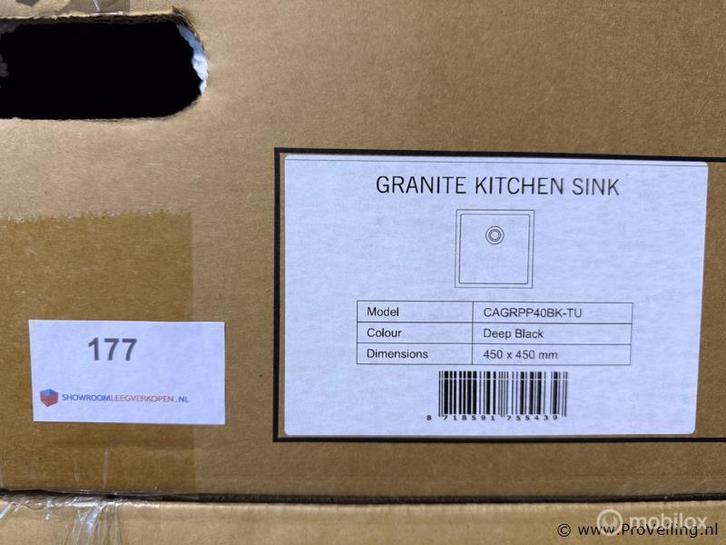 GRANITE KITCHEN SINK
Model CAGRPP40BK-TU
Colour Deep Black
Dimensions 450 x 450 mm
8 718591 755439
177
SHOWROOMLEEGVERKOPEN.NL
mobilox
© www.ProVeiling.nl